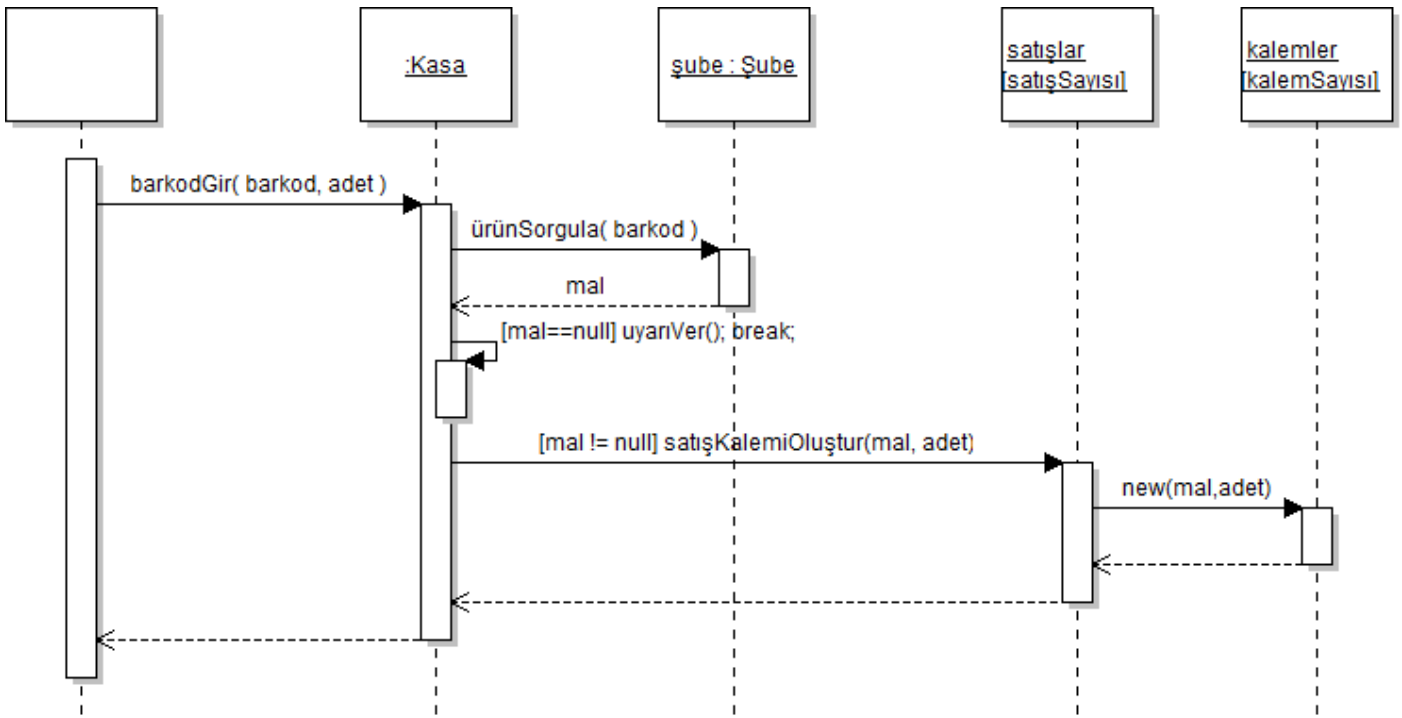 :Kasa
şube : Şube
satışlar
[satışSayısı]
kalemler
[kalemSayısı]
barkodGir( barkod, adet )
ürünSorgula( barkod )
mal
[mal==null] uyarıVer(); break;
[mal != null] satışKalemiOluştur(mal, adet)
new(mal,adet)